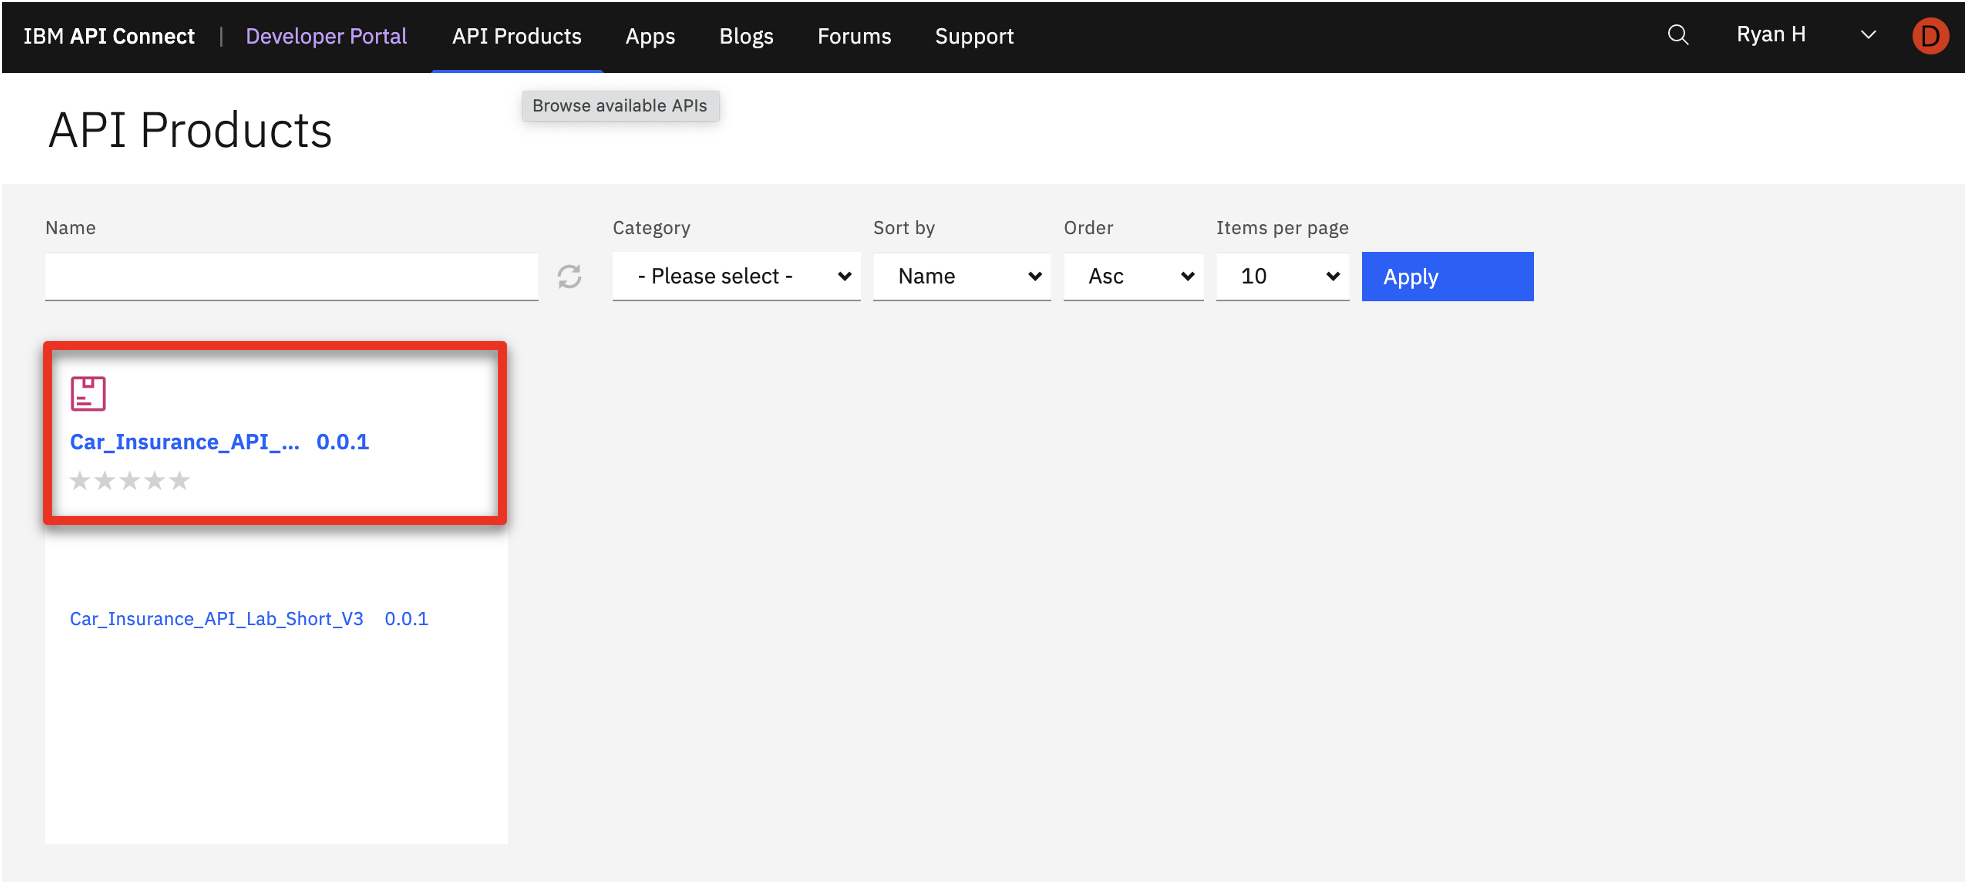 IBM API Connect | Developer Portal API Products Apps Blogs Forums Support Ryan H D
Browse available APIs
API Products
Name Category Sort by Order Items per page
- Please select - Name Asc 10 Apply
Car_Insurance_API_... 0.0.1
Car_Insurance_API_Lab_Short_V3 0.0.1